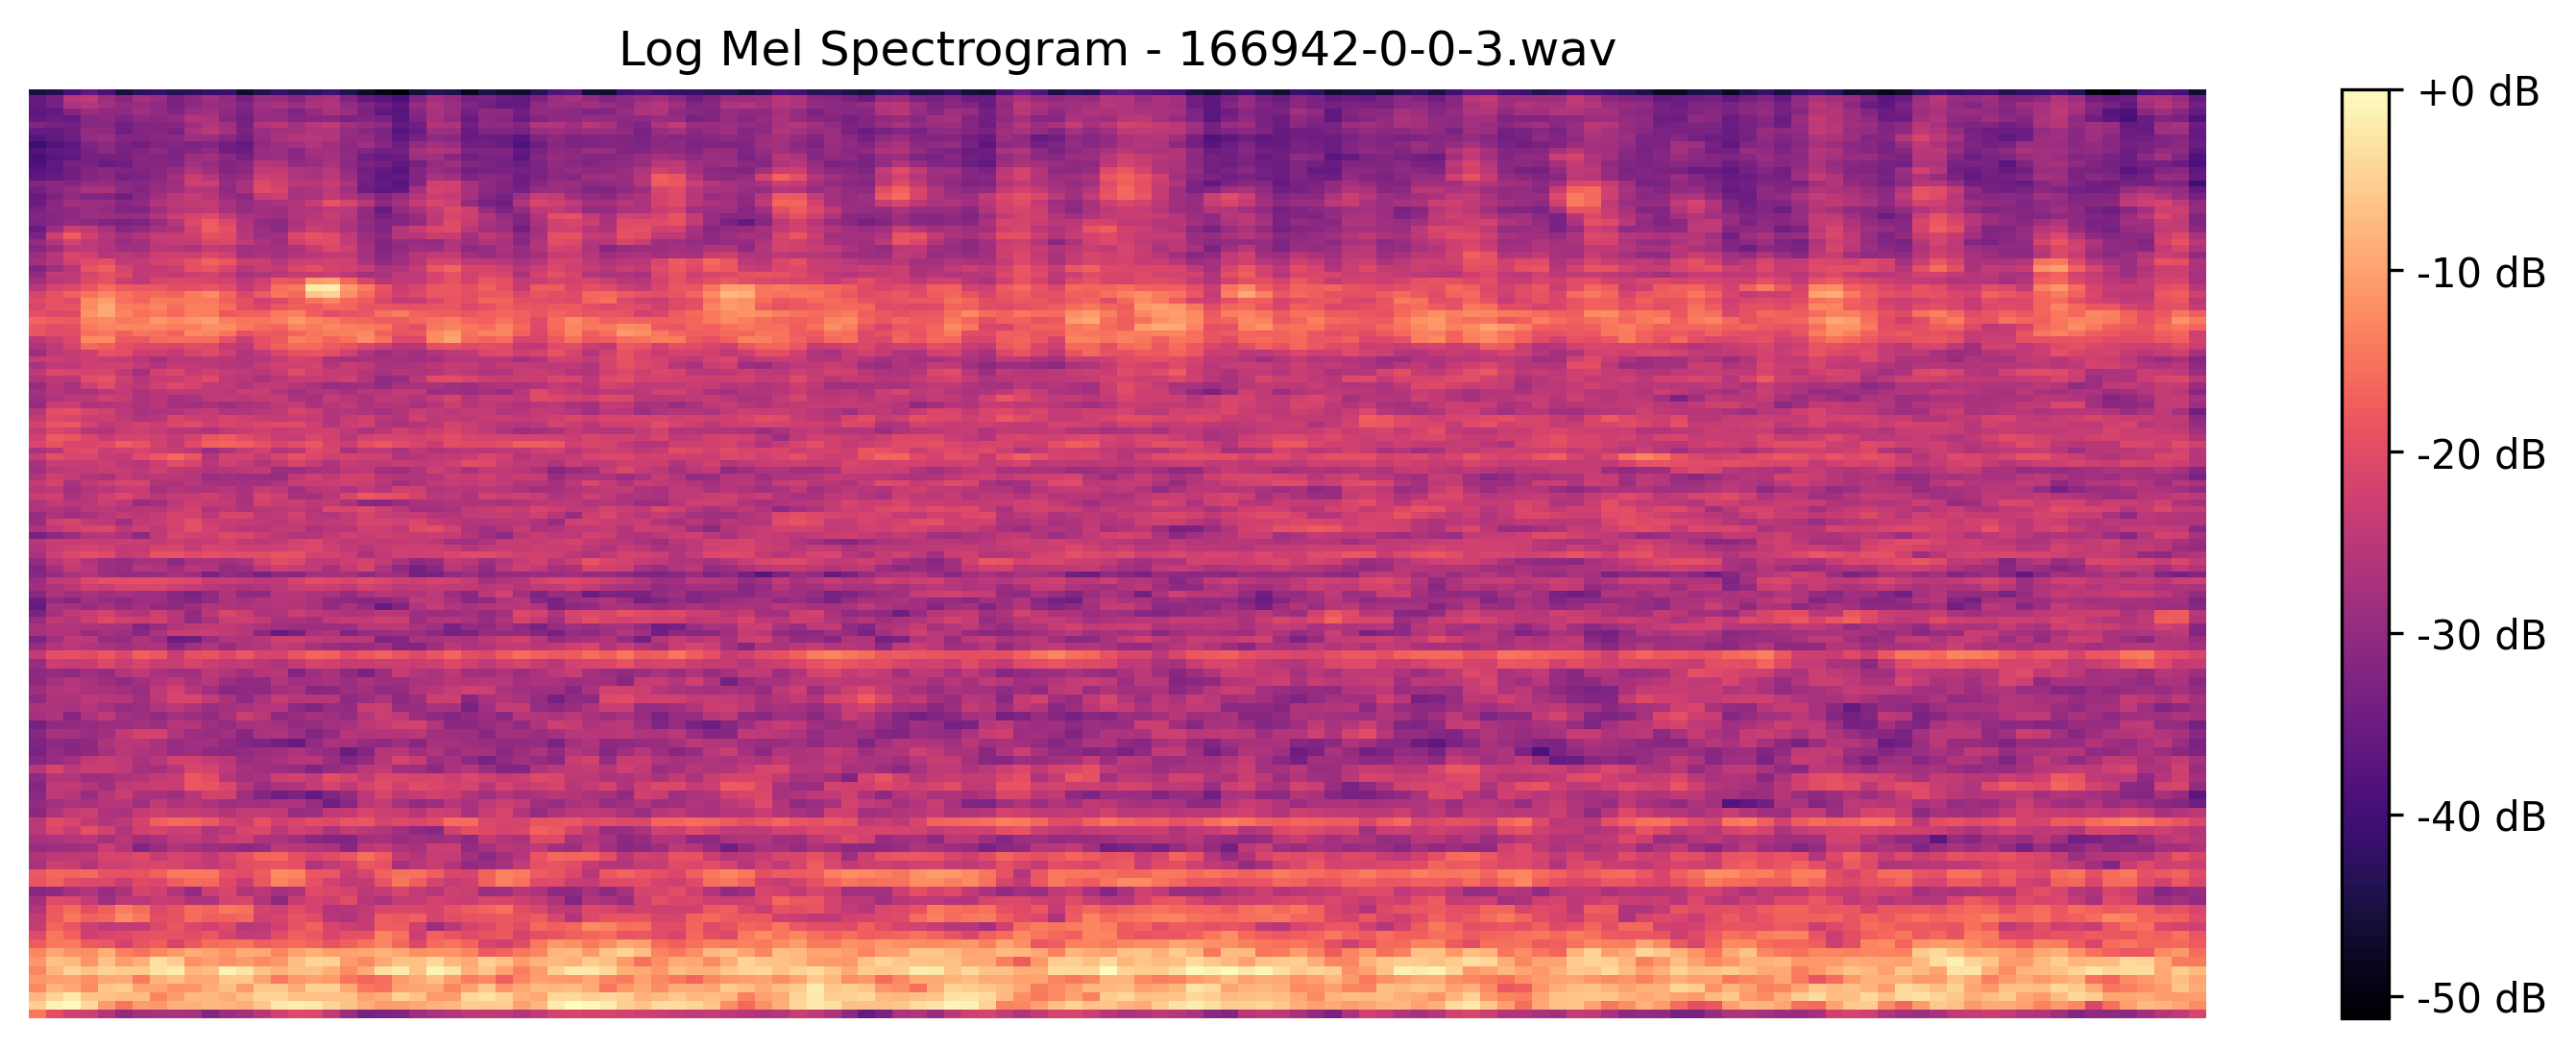 Log Mel Spectrogram - 166942-0-0-3.wav
+0 dB
-10 dB
-20 dB
-30 dB
-40 dB
-50 dB